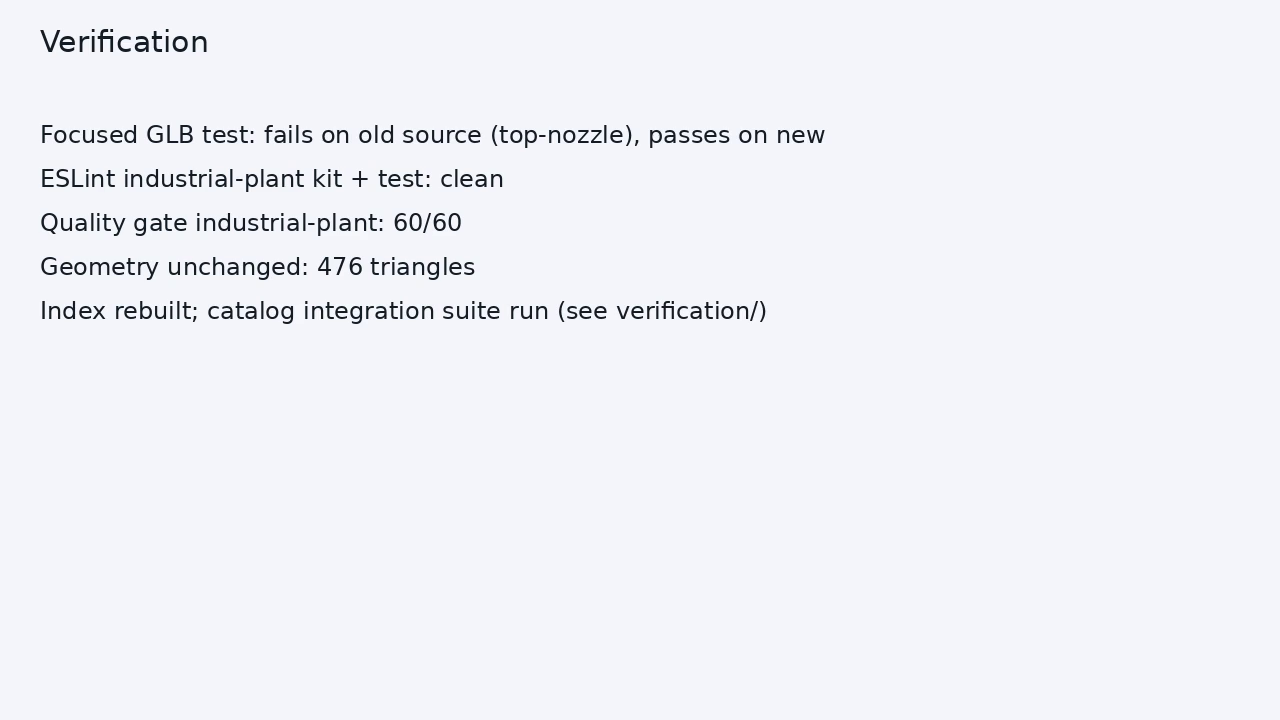 Verification
Focused GLB test: fails on old source (top-nozzle), passes on new
ESLint industrial-plant kit + test: clean
Quality gate industrial-plant: 60/60
Geometry unchanged: 476 triangles
Index rebuilt; catalog integration suite run (see verification/)